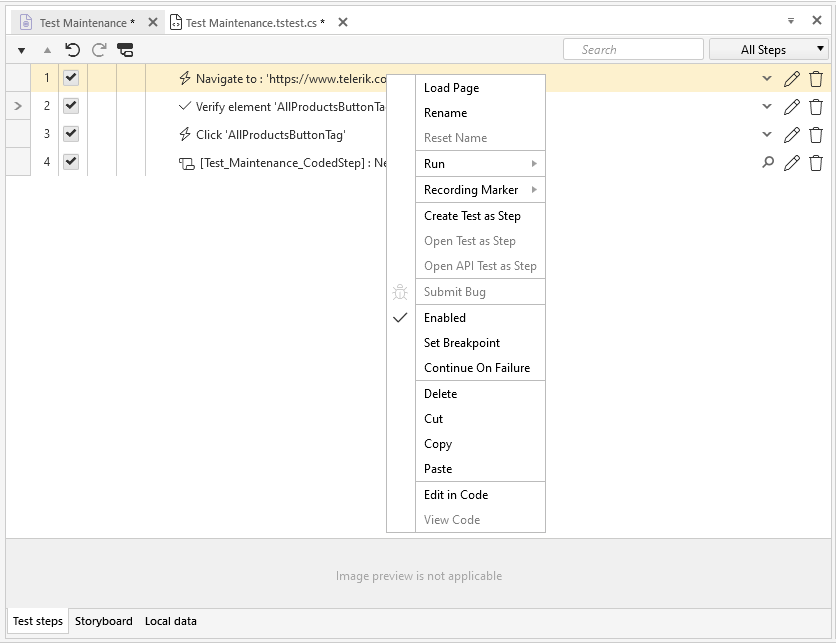 Test Maintenance *
Test Maintenance.tstest.cs *
Search
All Steps
1
Navigate to : 'https://www.telerik.co
2
Verify element 'AllProductsButtonTa
3
Click 'AllProductsButtonTag'
4
[Test_Maintenance_CodedStep] : Ne
Load Page
Rename
Reset Name
Run
Recording Marker
Create Test as Step
Open Test as Step
Open API Test as Step
Submit Bug
Enabled
Set Breakpoint
Continue On Failure
Delete
Cut
Copy
Paste
Edit in Code
View Code
Image preview is not applicable
Test steps Storyboard Local data